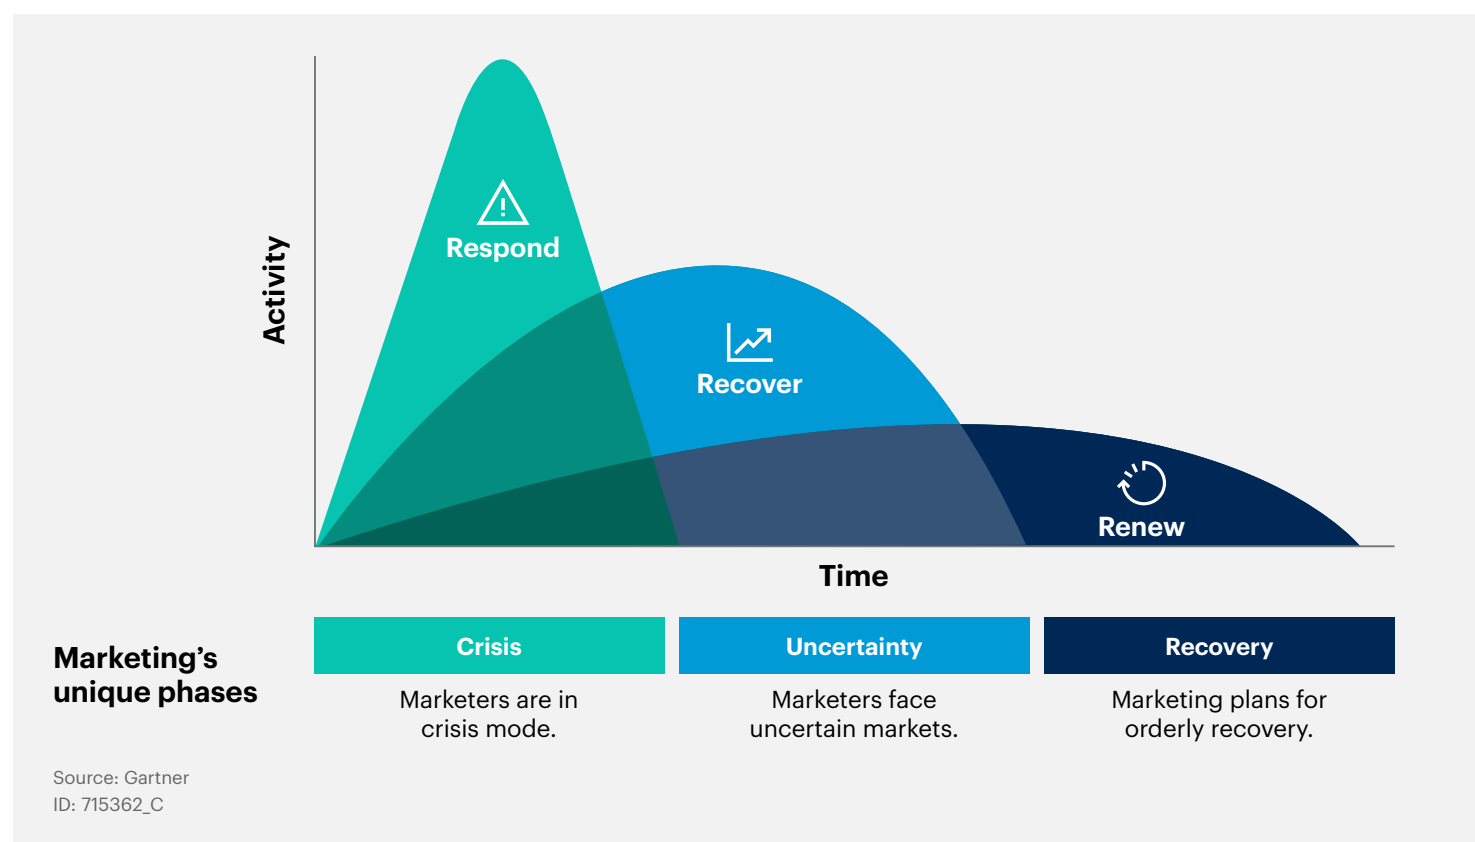 Respond
Activity
Recover
Renew
Time
Marketing’s
unique phases
Crisis
Marketers are in
crisis mode.
Uncertainty
Marketers face
uncertain markets.
Recovery
Marketing plans for
orderly recovery.
Source: Gartner
ID: 715362_C